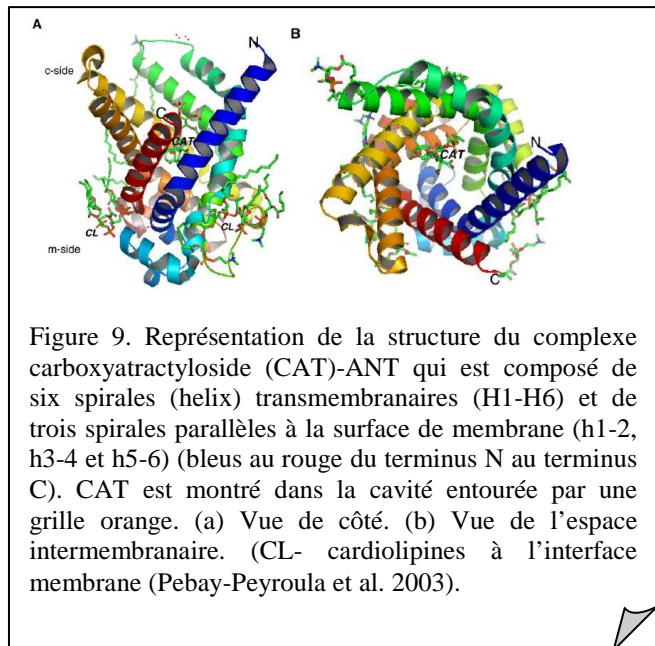 A
B
N
c-side
C
CAT
N
CAT
CL
CL
m-side
C
Figure 9. Représentation de la structure du complexe
carboxyatractyloside (CAT)-ANT qui est composé de
six spirales (helix) transmembranaires (H1-H6) et de
trois spirales parallèles à la surface de membrane (h1-2,
h3-4 et h5-6) (bleus au rouge du terminus N au terminus
C). CAT est montré dans la cavité entourée par une
grille orange. (a) Vue de côté. (b) Vue de l’espace
intermembranaire. (CL- cardiolipines à l’interface
membrane (Pebay-Peyroula et al. 2003).